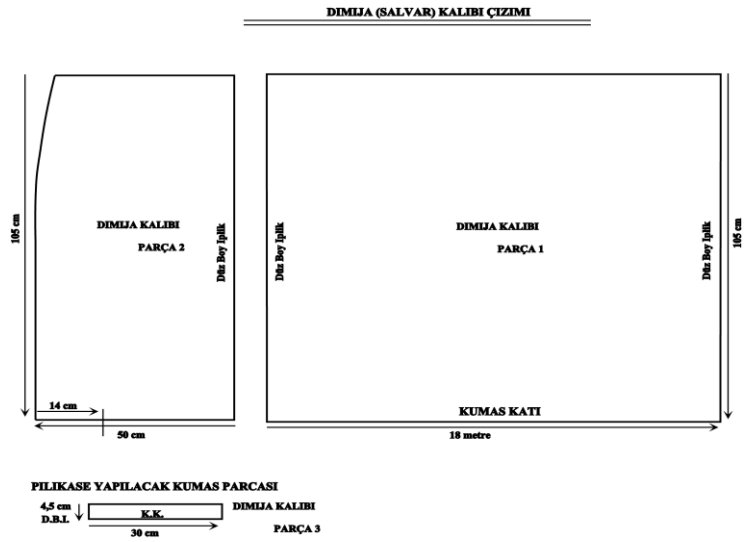 DIMIJA (SALVAR) KALIBI ÇIZIMI
105 cm
DIMIJA KALIBI
PARÇA 2
Düz Boy Iplik
14 cm
50 cm
Düz Boy Iplik
DIMIJA KALIBI
PARÇA 1
Düz Boy Iplik
105 cm
KUMAS KATI
18 metre
PILIKASE YAPILACAK KUMAS PARCASI
4,5 cm
D.B.I.
K.K.
30 cm
DIMIJA KALIBI
PARÇA 3